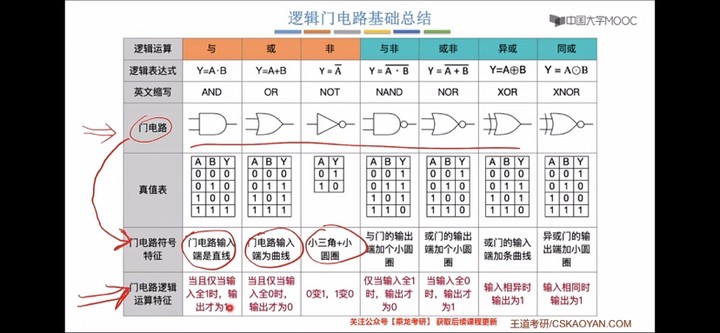 逻辑门电路基础总结
中国大学MOOC
逻辑运算 与 或 非 与非 或非 异或 同或
逻辑表达式 Y=A·B Y=A+B Y = A̅ Y = A̅ ·̅ B̅ Y = A̅ +̅ B̅ Y=A⊕B Y = A⊙B
英文缩写 AND OR NOT NAND NOR XOR XNOR
门电路
真值表
A B Y A B Y A Y A B Y A B Y A B Y A B Y
0 0 0 0 0 0 0 1 0 0 1 0 0 1 0 0 0 0 0 1
0 1 0 0 1 1 1 0 0 1 1 0 1 0 0 1 1 0 1 0
1 0 0 1 0 1 1 0 1 1 0 0 1 0 1 1 0 0
1 1 1 1 1 1 1 1 0 1 1 0 1 1 0 1 1 1
门电路符号特征
门电路输入端是直线
门电路输入端为曲线
小三角+小圆圈
与门的输出端加个小圆圈
或门的输出端加个小圆圈
或门的输入端加条曲线
异或门的输出端加小圆圈
门电路逻辑运算特征
当且仅当输入全1时，输出才为1
当且仅当输入全0时，输出才为0
0变1，1变0
仅当输入全1时，输出才为0
当输入全0时，输出才为1
输入相异时输出为1
输入相同时输出为1
关注公众号【乘龙考研】获取后续课程更新
王道考研/CSKAOYAN.COM